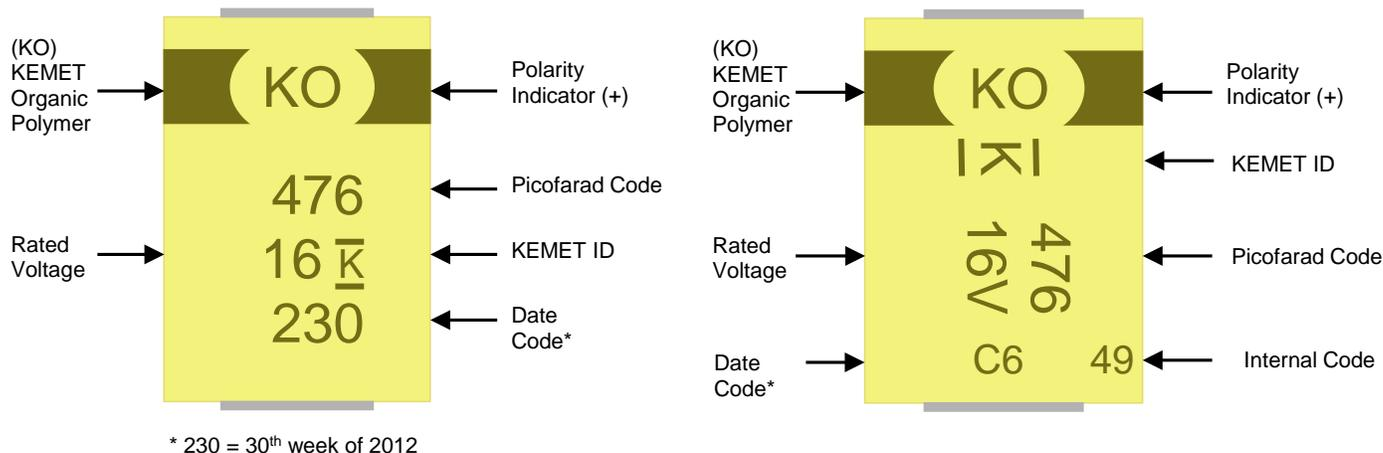 (KO)
KEMET
Organic
Polymer
KO
Polarity
Indicator (+)
476
Picofarad Code
Rated
Voltage
16 K
KEMET ID
230
Date
Code*
* 230 = 30th week of 2012
(KO)
KEMET
Organic
Polymer
KO
Polarity
Indicator (+)
K
KEMET ID
Rated
Voltage
476
16V
Picofarad Code
Date
Code*
C6
49
Internal Code